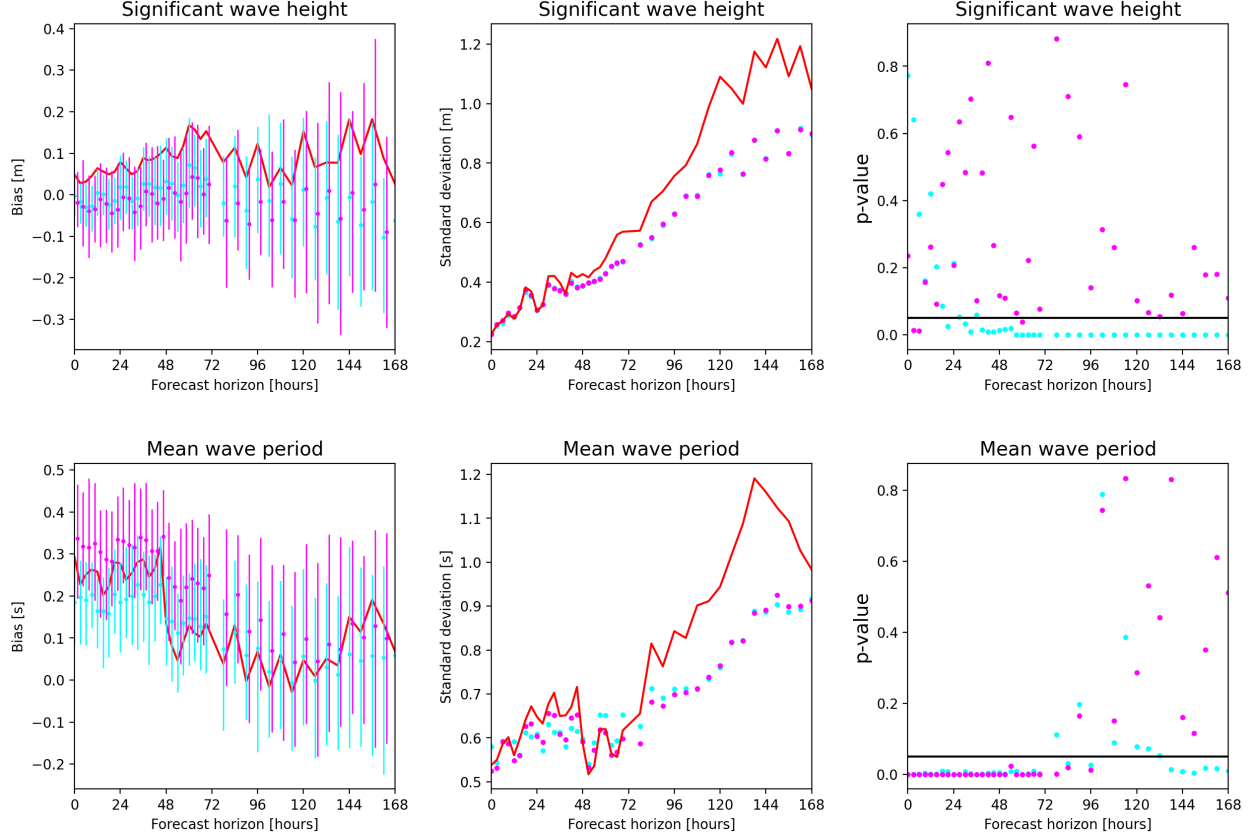 Significant wave height
Bias [m]
0.4
0.3
0.2
0.1
0.0
−0.1
−0.2
−0.3
0 24 48 72 96 120 144 168
Forecast horizon [hours]
Significant wave height
Standard deviation [m]
1.2
1.0
0.8
0.6
0.4
0.2
0 24 48 72 96 120 144 168
Forecast horizon [hours]
Significant wave height
p-value
0.8
0.6
0.4
0.2
0.0
0 24 48 72 96 120 144 168
Forecast horizon [hours]
Mean wave period
Bias [s]
0.5
0.4
0.3
0.2
0.1
0.0
−0.1
−0.2
0 24 48 72 96 120 144 168
Forecast horizon [hours]
Mean wave period
Standard deviation [s]
1.2
1.1
1.0
0.9
0.8
0.7
0.6
0.5
0 24 48 72 96 120 144 168
Forecast horizon [hours]
Mean wave period
p-value
0.8
0.6
0.4
0.2
0.0
0 24 48 72 96 120 144 168
Forecast horizon [hours]